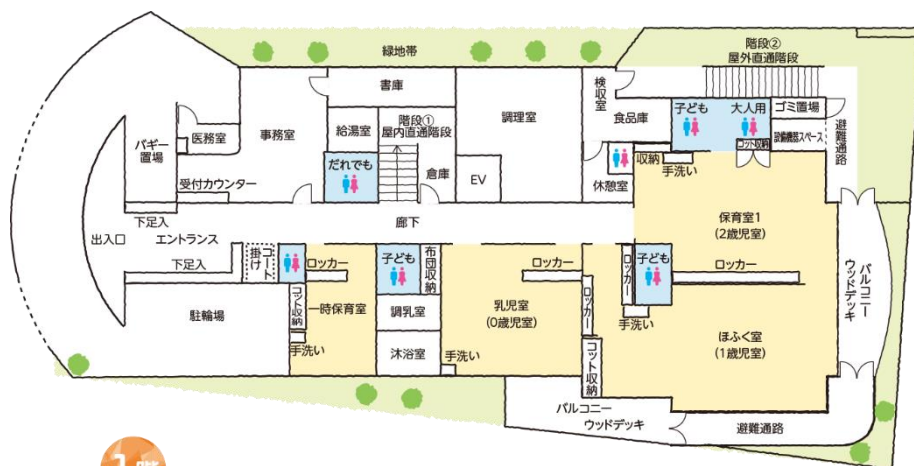 緑地帯
階段②
屋外直通階段
書庫
検収室
調理室
食品庫
子ども
大人用
ゴミ置場
コット収納
設備機器スペース
避難通路
医務室
事務室
給湯室
階段①
屋内直通階段
バギー
置場
だれでも
倉庫
EV
収納
休憩室
手洗い
受付カウンター
下足入
廊下
保育室1
(2歳児室)
出入口
エントランス
下足入
コート
掛け
ロッカー
子ども
布団収納
ロッカー
ロッカー
ロッカー
子ども
ロッカー
バルコニー
ウッドデッキ
駐輪場
コット収納
一時保育室
調乳室
乳児室
(0歳児室)
手洗い
ほふく室
(1歳児室)
手洗い
沐浴室
手洗い
コット収納
バルコニー
ウッドデッキ
避難通路
1階